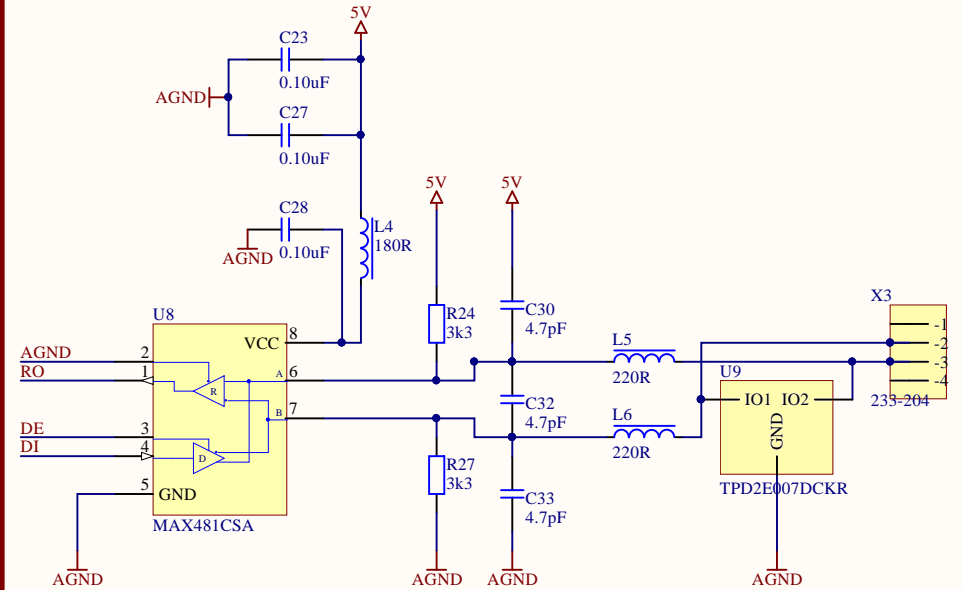 5V
C23
0.10uF
AGND
C27
0.10uF
5V
5V
C28
0.10uF
AGND
L4
180R
X3
U8
R24
3k3
C30
4.7pF
VCC
8
-1
-2
-3
-4
L5
220R
AGND
2
RO
1
R
A
6
U9
IO1
IO2
GND
233-204
C32
4.7pF
B
7
L6
220R
DE
3
DI
4
D
R27
3k3
5
GND
C33
4.7pF
TPD2E007DCKR
MAX481CSA
AGND
AGND
AGND
AGND